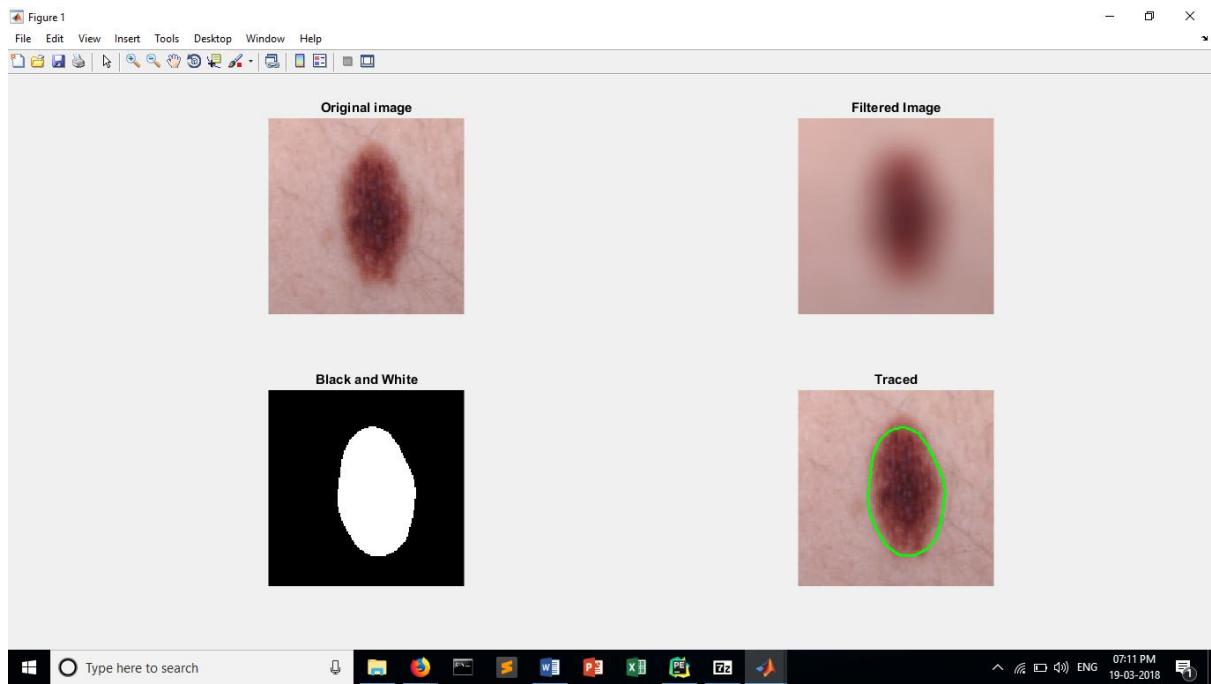 Figure 1
File Edit View Insert Tools Desktop Window Help
Original image
Filtered Image
Black and White
Traced
Type here to search
ENG
07:11 PM
19-03-2018
1